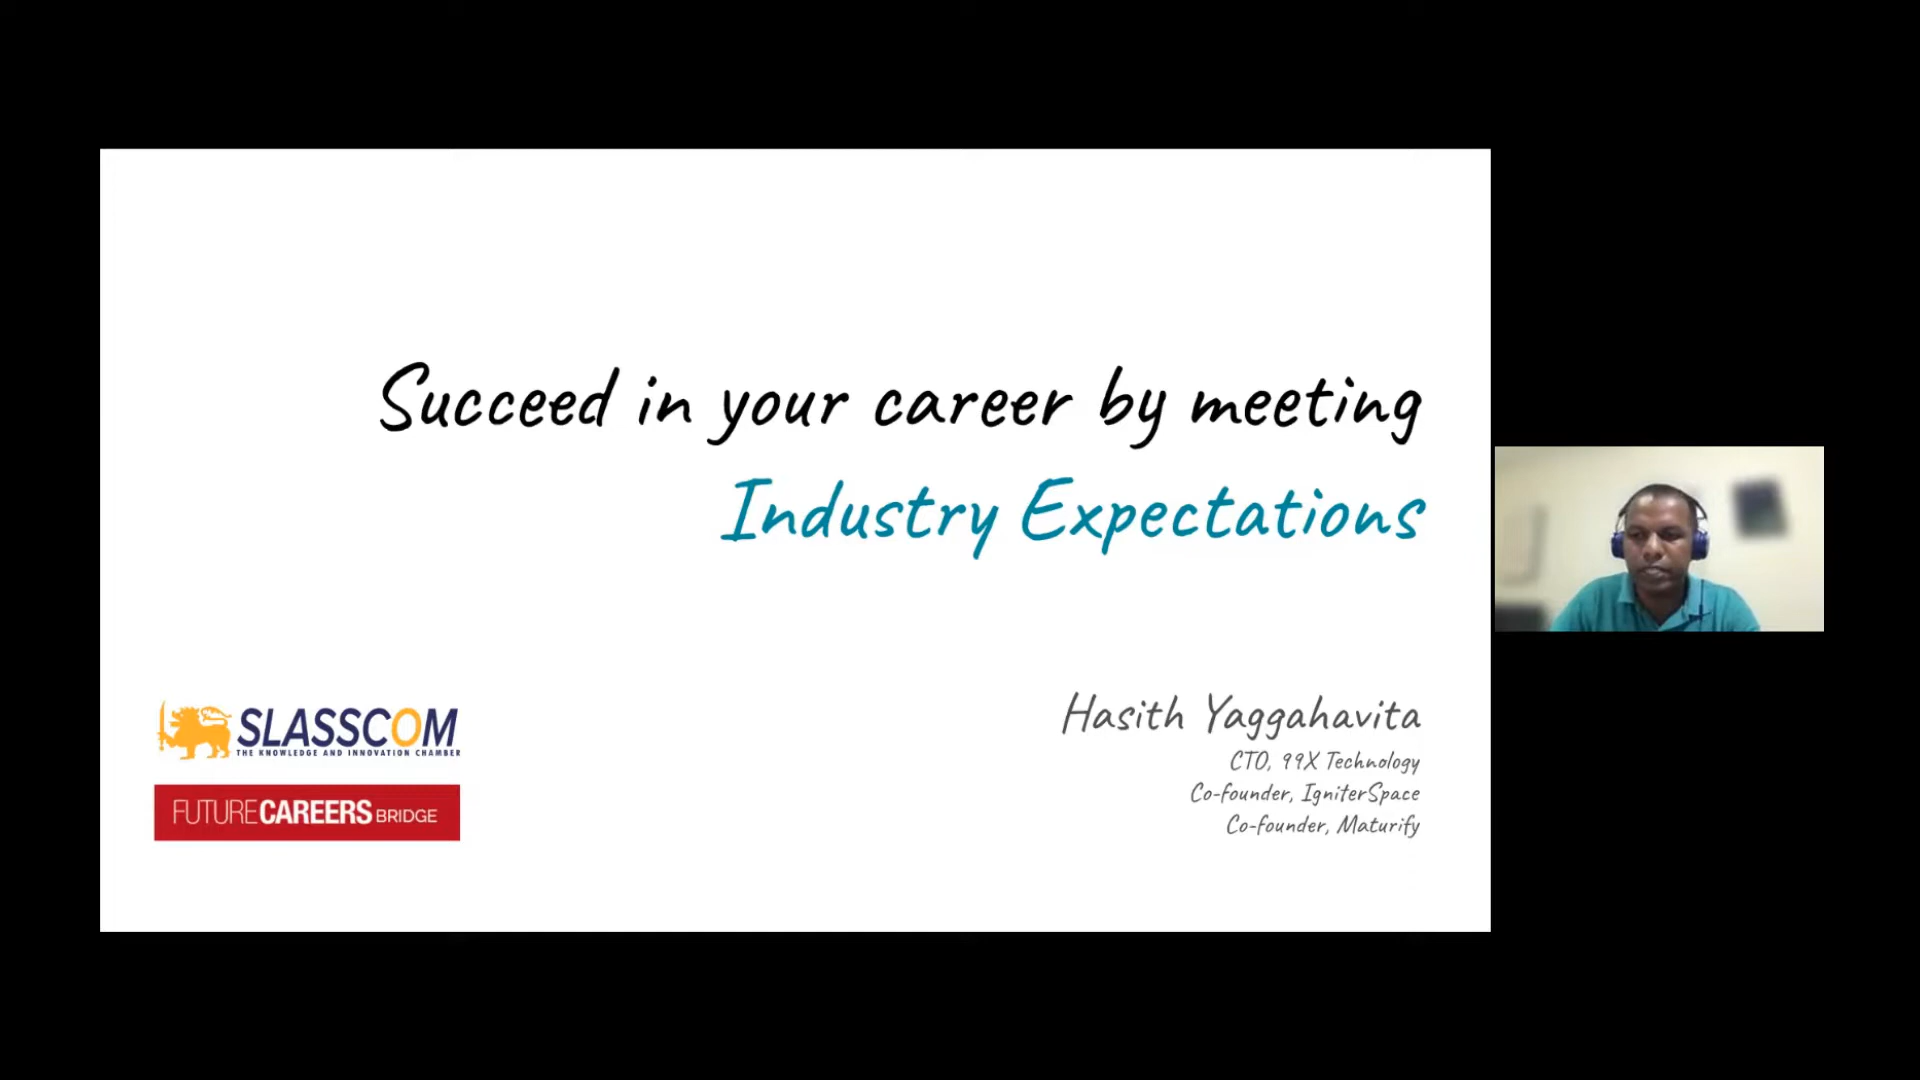 Succeed in your career by meeting
Industry Expectations
SLASSCOM
THE KNOWLEDGE AND INNOVATION CHAMBER
FUTURECAREERS BRIDGE
Hasith Yaggahavita
CTO, 99X Technology
Co-founder, IgniterSpace
Co-founder, Maturify